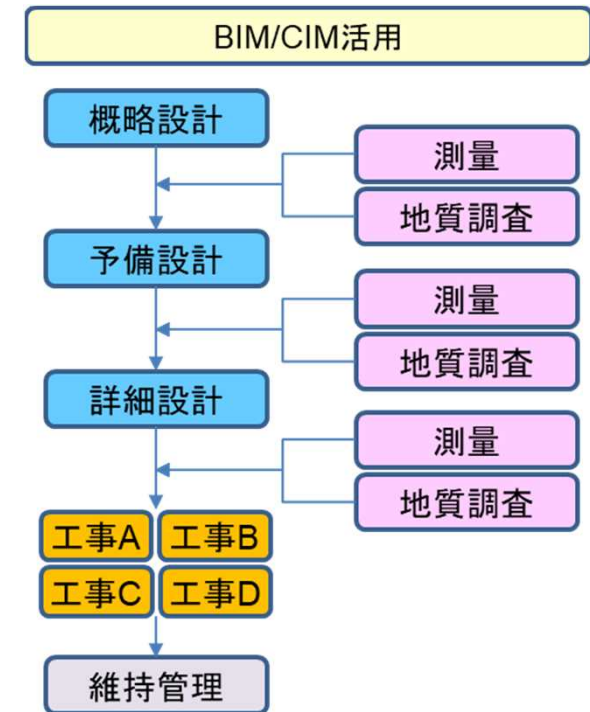 BIM/CIM活用
概略設計
測量
地質調査
予備設計
測量
地質調査
詳細設計
測量
地質調査
工事A
工事B
工事C
工事D
維持管理